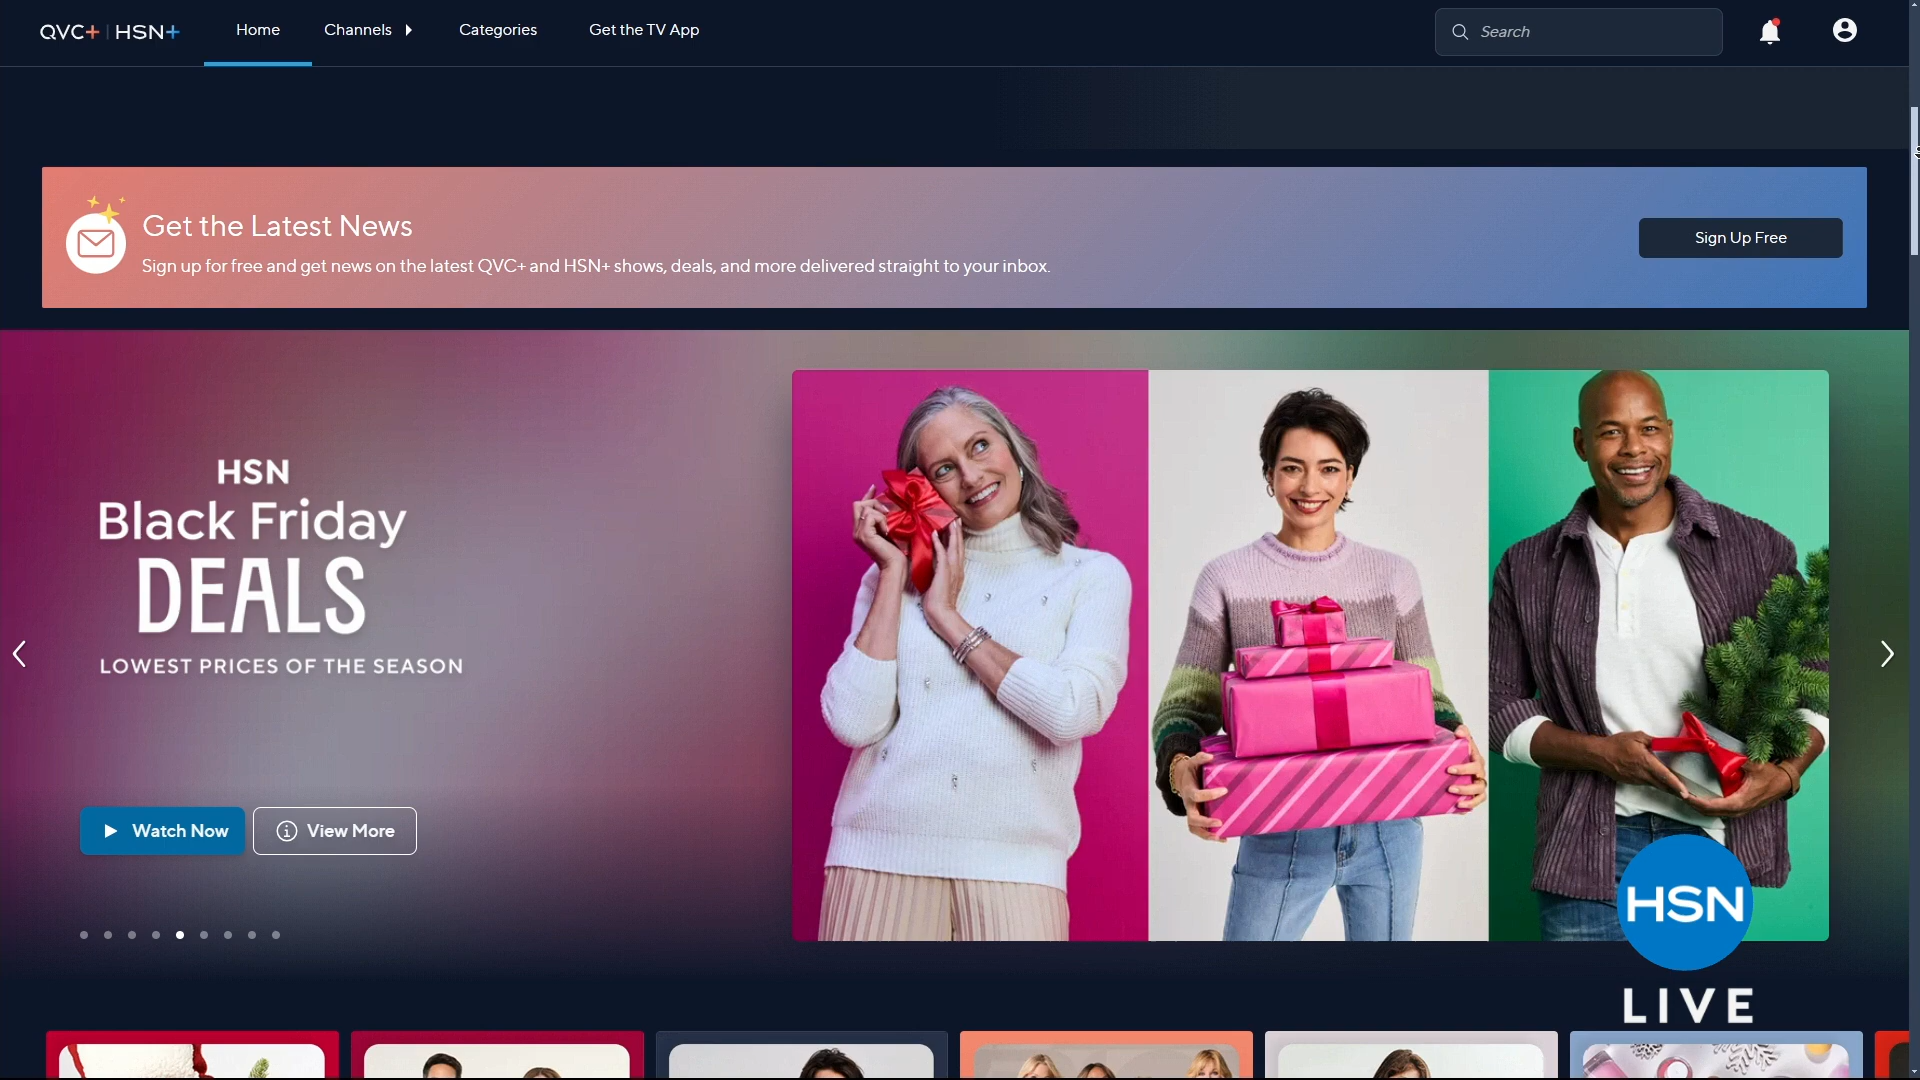 QVC+ | HSN+
Home
Channels
Categories
Get the TV App
Search
Get the Latest News
Sign up for free and get news on the latest QVC+ and HSN+ shows, deals, and more delivered straight to your inbox.
Sign Up Free
HSN
Black Friday
DEALS
LOWEST PRICES OF THE SEASON
Watch Now
View More
HSN
LIVE